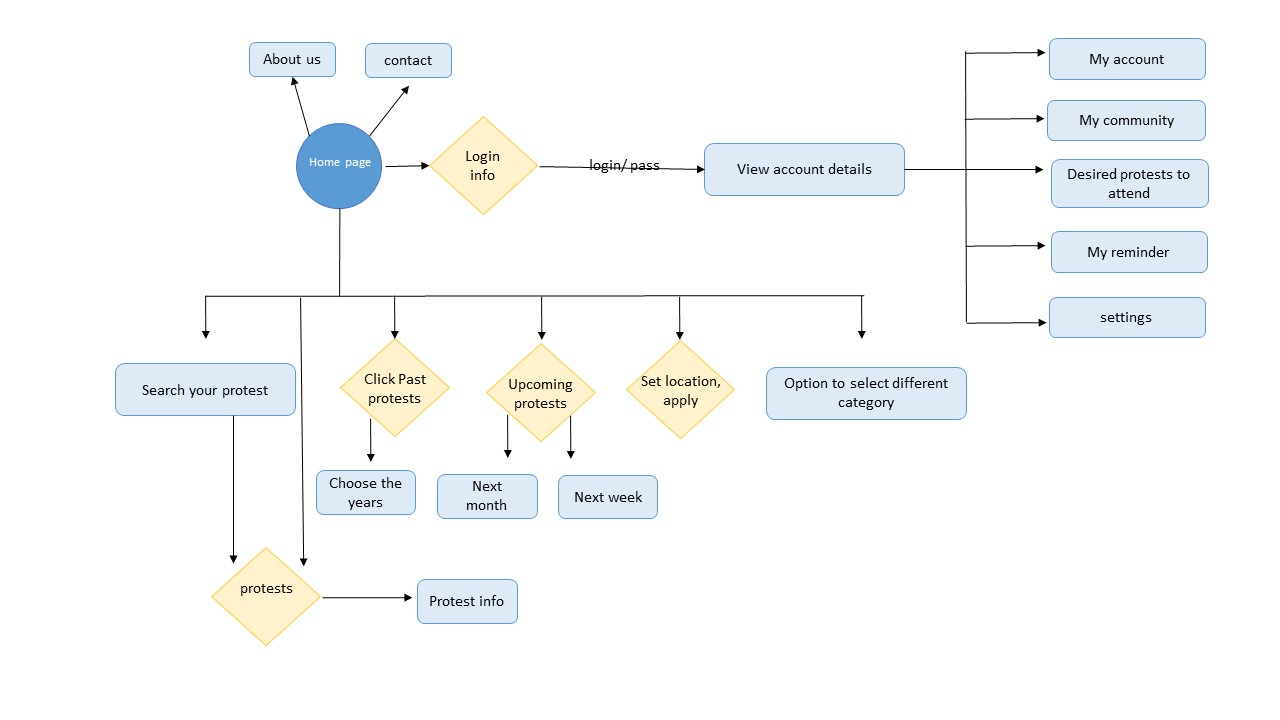 About us
contact
My account
Home page
Login
info
login/ pass
View account details
My community
Desired protests to
attend
My reminder
settings
Search your protest
Click Past
protests
Upcoming
protests
Set location,
apply
Option to select different
category
Choose the
years
Next
month
Next week
protests
Protest info